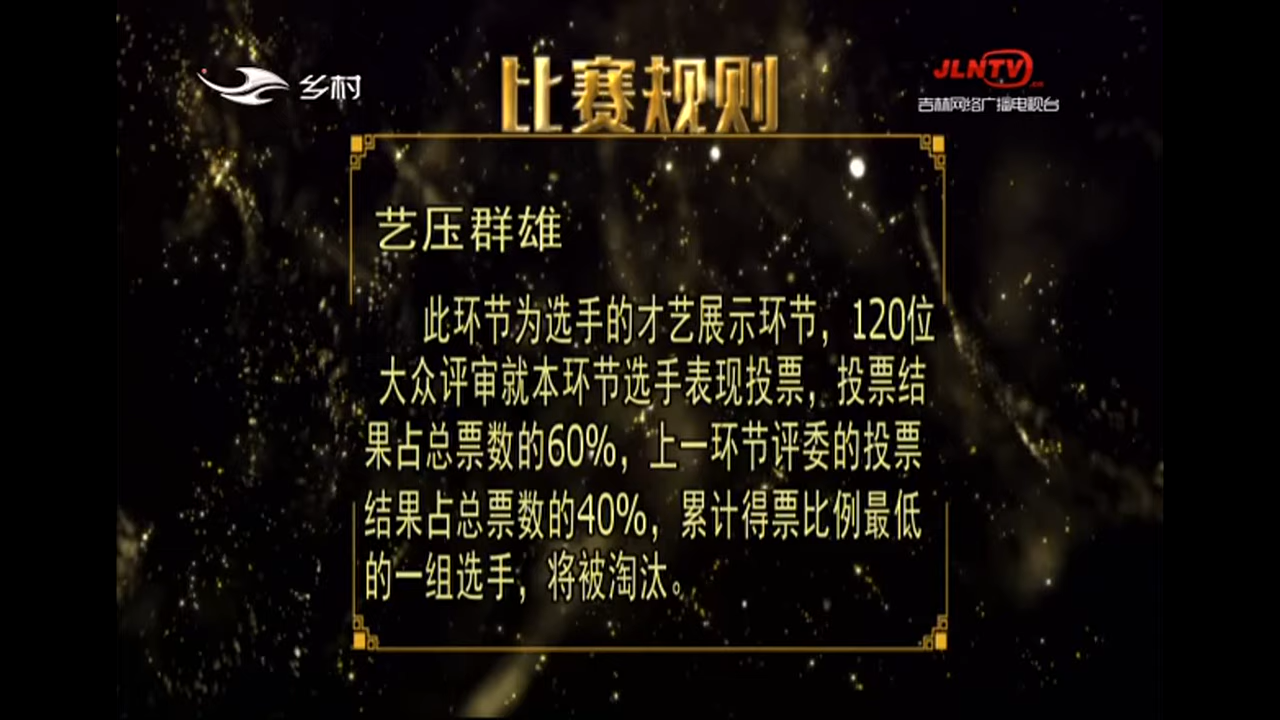 乡村
比赛规则
JLNTV
吉林网络广播电视台
艺压群雄
此环节为选手的才艺展示环节，120位
大众评审就本环节选手表现投票，投票结
果占总票数的60%，上一环节评委的投票
结果占总票数的40%，累计得票比例最低
的一组选手，将被淘汰。